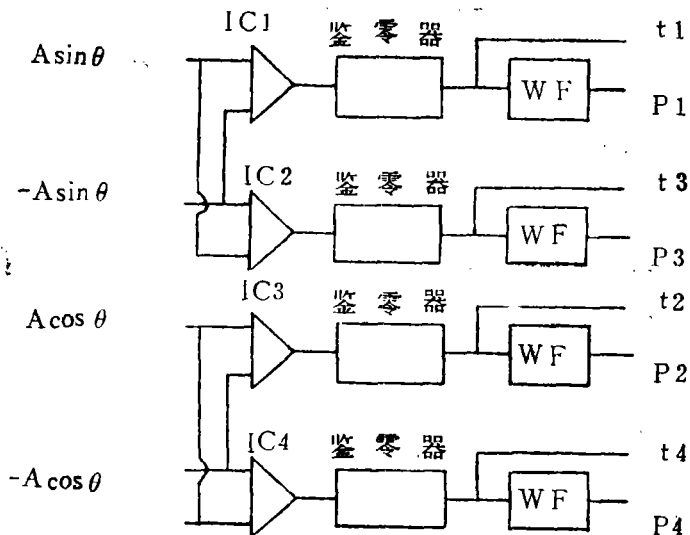 IC1 鉴零器 t1
Asinθ
WF
P1
IC2 鉴零器 t3
-Asinθ
WF
P3
IC3 鉴零器 t2
Acosθ
WF
P2
IC4 鉴零器 t4
-Acosθ
WF
P4